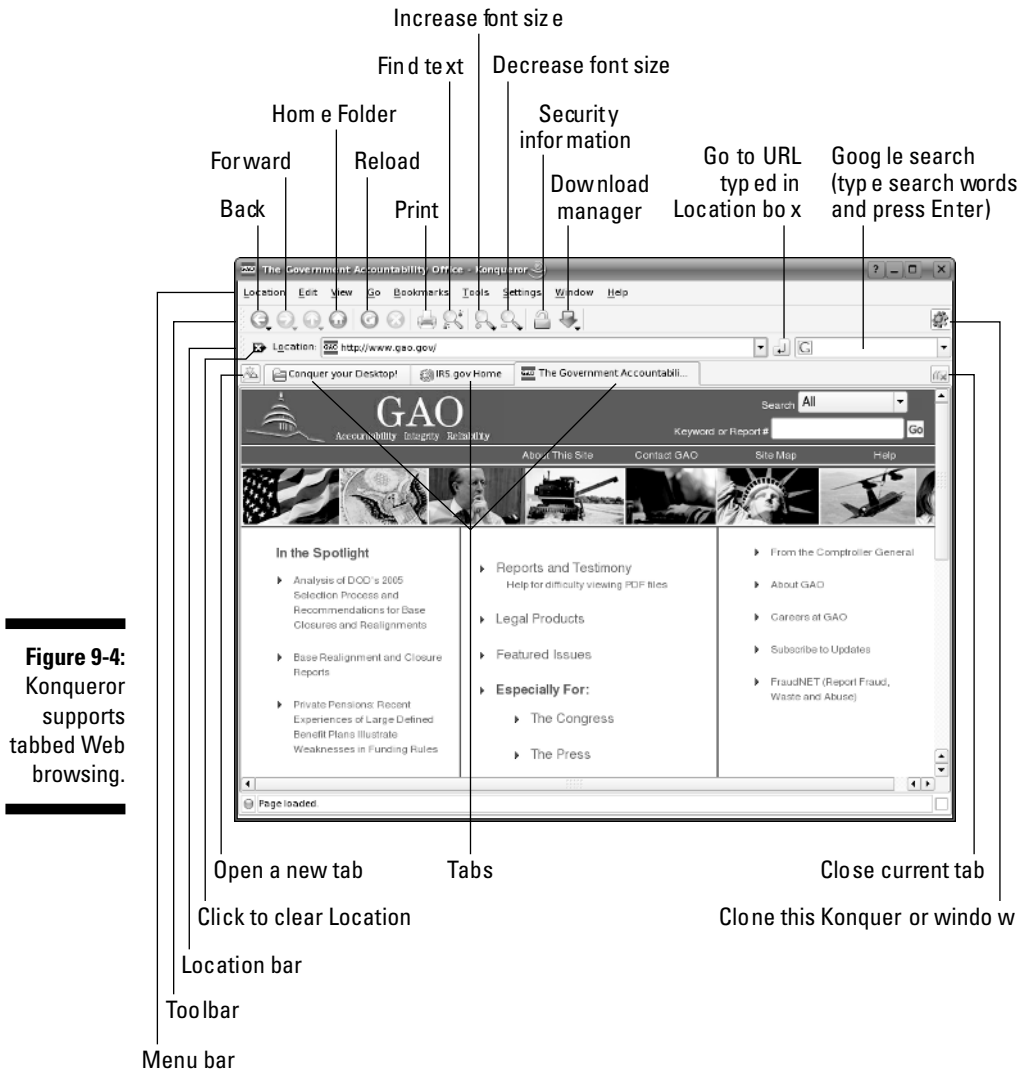 Increase font size
Find text
Decrease font size
Home Folder
Security
information
Forward
Reload
Go to URL
typed in
Location box
Google search
(type search words
and press Enter)
Download
manager
Back
Print
GAO The Government Accountability Office - Konqueror
Location Edit View Go Bookmarks Tools Settings Window Help
Location: GAO http://www.gao.gov/ G
Conquer your Desktop! IRS.gov Home GAO The Government Accountabili...
GAO
Accountability Integrity Reliability
Search All
Keyword or Report # Go
About This Site Contact GAO Site Map Help
In the Spotlight
Analysis of DOD's 2005
Selection Process and
Recommendations for Base
Closures and Realignments
Base Realignment and Closure
Reports
Private Pensions: Recent
Experiences of Large Defined
Benefit Plans Illustrate
Weaknesses in Funding Rules
Reports and Testimony
Help for difficulty viewing PDF files
Legal Products
Featured Issues
Especially For:
The Congress
The Press
From the Comptroller General
About GAO
Careers at GAO
Subscribe to Updates
FraudNET (Report Fraud,
Waste and Abuse)
Page loaded.
Figure 9-4:
Konqueror
supports
tabbed Web
browsing.
Open a new tab
Tabs
Close current tab
Click to clear Location
Clone this Konqueror window
Location bar
Toolbar
Menu bar